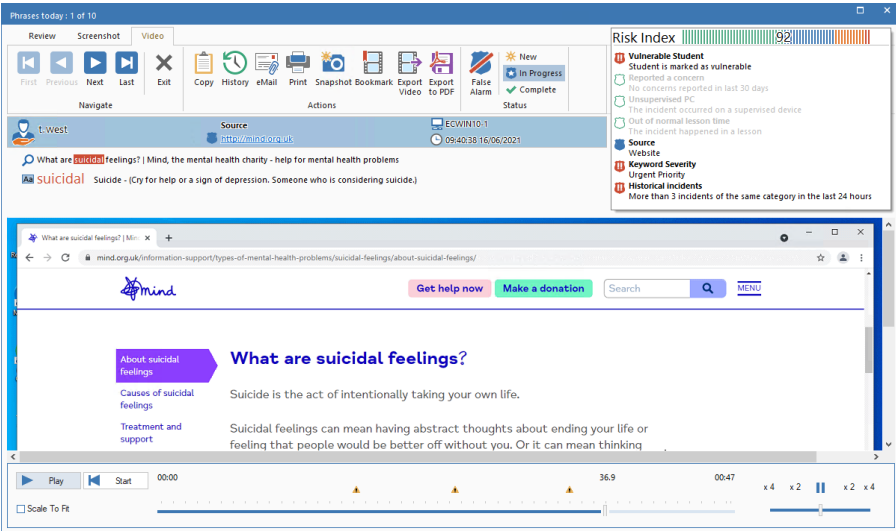 Phrases today : 1 of 10
Review Screenshot Video
First Previous Next Last Exit Copy History eMail Print Snapshot Bookmark Export Video Export to PDF False Alarm
New
In Progress
Complete
Navigate Actions Status
Risk Index 92
Vulnerable Student
Student is marked as vulnerable
Reported a concern
No concerns reported in last 30 days
Unsupervised PC
The incident occurred on a supervised device
Out of normal lesson time
The incident happened in a lesson
Source
Website
Keyword Severity
Urgent Priority
Historical incidents
More than 3 incidents of the same category in the last 24 hours
t.west
Source
http://mind.org.uk
ECWIN10-1
09:40:38 16/06/2021
What are suicidal feelings? | Mind, the mental health charity - help for mental health problems
Aa suicidal Suicide - (Cry for help or a sign of depression. Someone who is considering suicide.)
What are suicidal feelings? | Min
mind.org.uk/information-support/types-of-mental-health-problems/suicidal-feelings/about-suicidal-feelings/
mind
Get help now Make a donation Search MENU
About suicidal
feelings
Causes of suicidal
feelings
Treatment and
support
What are suicidal feelings?
Suicide is the act of intentionally taking your own life.
Suicidal feelings can mean having abstract thoughts about ending your life or
feeling that people would be better off without you. Or it can mean thinking
Play Start 00:00 36.9 00:47
x 4 x 2 x 2 x 4
Scale To Fit